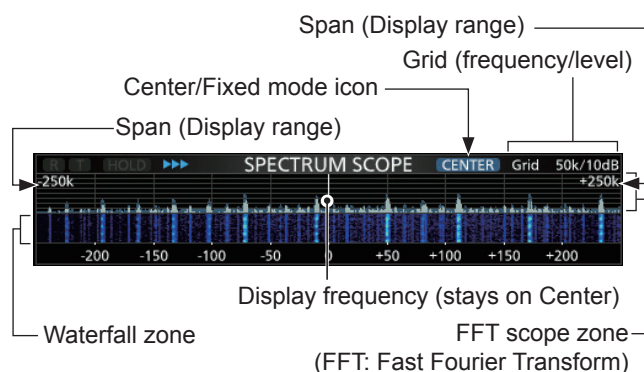 Span (Display range)
Grid (frequency/level)
Center/Fixed mode icon
Span (Display range)
R T HOLD SPECTRUM SCOPE CENTER Grid 50k/10dB
-250k +250k
-200 -150 -100 -50 0 +50 +100 +150 +200
Display frequency (stays on Center)
Waterfall zone
FFT scope zone
(FFT: Fast Fourier Transform)